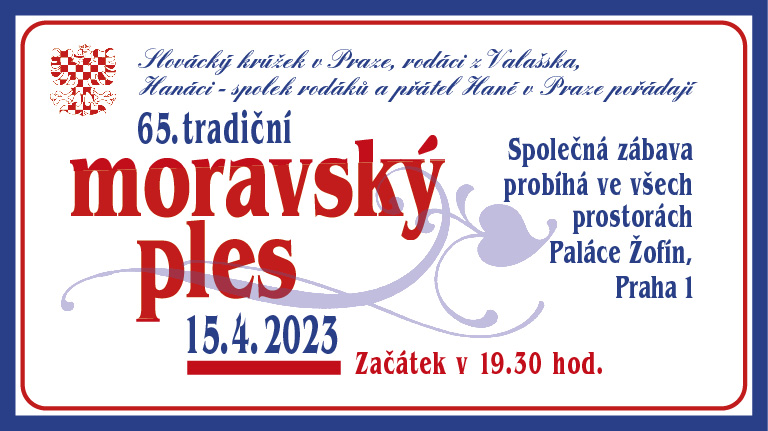 Slovácký krúžek v Praze, rodáci z Valašska,
Hanáci - spolek rodáků a přátel Hané v Praze pořádají
65. tradiční
moravský
ples
15.4.2023
Začátek v 19.30 hod.
Společná zábava
probíhá ve všech
prostorách
Paláce Žofín,
Praha 1